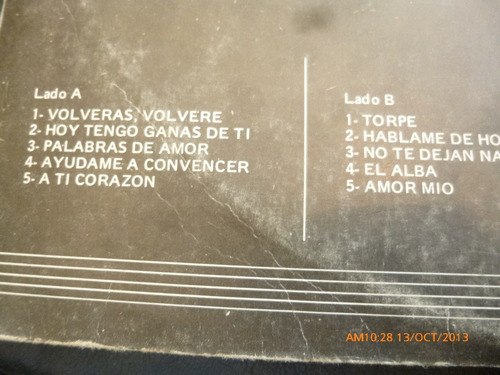 Lado A
1- VOLVERAS, VOLVERE
2- HOY TENGO GANAS DE TI
3- PALABRAS DE AMOR
4- AYUDAME A CONVENCER
5- A TI CORAZON
Lado B
1- TORPE
2- HABLAME DE HO
3- NO TE DEJAN NA
4- EL ALBA
5- AMOR MIO
AM10:28 13/OCT/2013